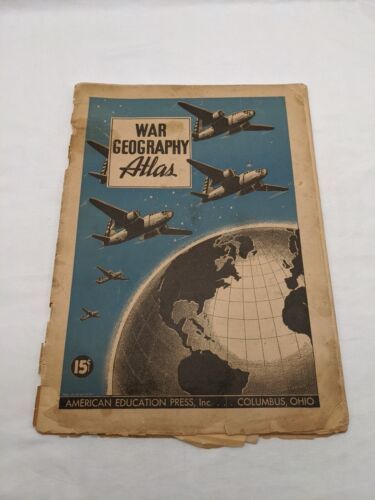 WAR
GEOGRAPHY
Atlas
15¢
AMERICAN EDUCATION PRESS, Inc. . . . COLUMBUS, OHIO